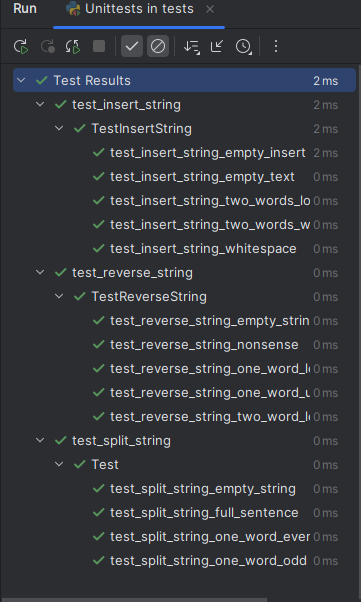 Run Unittests in tests
Test Results 2 ms
test_insert_string 2 ms
TestInsertString 2 ms
test_insert_string_empty_insert 2 ms
test_insert_string_empty_text 0 ms
test_insert_string_two_words_lo 0 ms
test_insert_string_two_words_w 0 ms
test_insert_string_whitespace 0 ms
test_reverse_string 0 ms
TestReverseString 0 ms
test_reverse_string_empty_strin 0 ms
test_reverse_string_nonsense 0 ms
test_reverse_string_one_word_l 0 ms
test_reverse_string_one_word_u 0 ms
test_reverse_string_two_word_l 0 ms
test_split_string 0 ms
Test 0 ms
test_split_string_empty_string 0 ms
test_split_string_full_sentence 0 ms
test_split_string_one_word_ever 0 ms
test_split_string_one_word_odd 0 ms